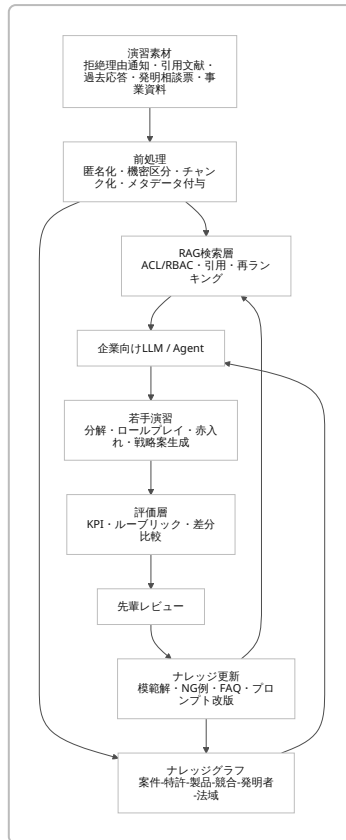 演習素材
拒絶理由通知・引用文献・
過去応答・発明相談票・事
業資料
前処理
匿名化・機密区分・チャン
ク化・メタデータ付与
RAG検索層
ACL/RBAC・引用・再ラン
キング
企業向けLLM / Agent
若手演習
分解・ロールプレイ・赤入
れ・戦略案生成
評価層
KPI・ルーブリック・差分
比較
先輩レビュー
ナレッジ更新
模範解・NG例・FAQ・プロ
ンプト改版
ナレッジグラフ
案件-特許-製品-競合-発明者
-法域